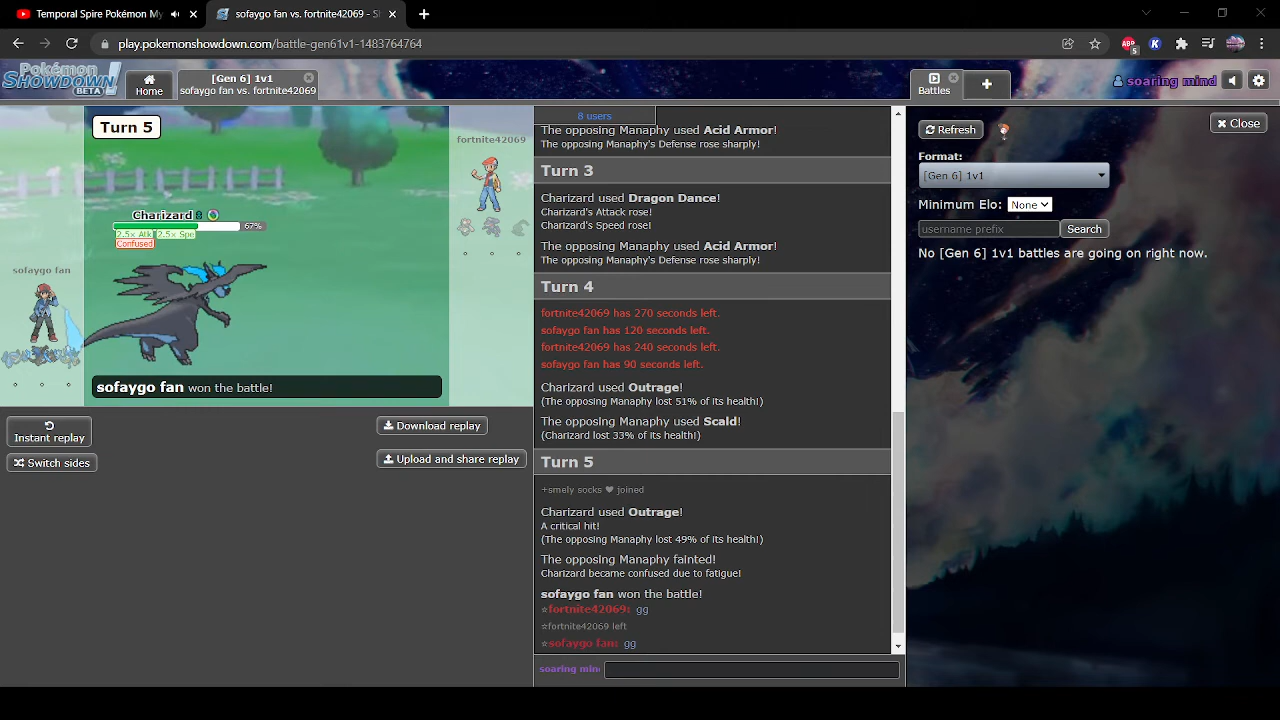 Temporal Spire Pokémon My
sofaygo fan vs. fortnite42069 - S
play.pokemonshowdown.com/battle-gen61v1-1483764764
ABP
5
K
Pokémon
SHOWDOWN!
BETA
Home
[Gen 6] 1v1
sofaygo fan vs. fortnite42069
Battles
soaring mind
Turn 5
fortnite42069
Charizard
67%
2.5× Atk 2.5× Spe
Confused
sofaygo fan
sofaygo fan won the battle!
Instant replay
Switch sides
Download replay
Upload and share replay
8 users
The opposing Manaphy used Acid Armor!
The opposing Manaphy's Defense rose sharply!
Turn 3
Charizard used Dragon Dance!
Charizard's Attack rose!
Charizard's Speed rose!
The opposing Manaphy used Acid Armor!
The opposing Manaphy's Defense rose sharply!
Turn 4
fortnite42069 has 270 seconds left.
sofaygo fan has 120 seconds left.
fortnite42069 has 240 seconds left.
sofaygo fan has 90 seconds left.
Charizard used Outrage!
(The opposing Manaphy lost 51% of its health!)
The opposing Manaphy used Scald!
(Charizard lost 33% of its health!)
Turn 5
+smely socks ♥ joined
Charizard used Outrage!
A critical hit!
(The opposing Manaphy lost 49% of its health!)
The opposing Manaphy fainted!
Charizard became confused due to fatigue!
sofaygo fan won the battle!
☆fortnite42069: gg
☆fortnite42069 left
☆sofaygo fan: gg
soaring min
Refresh
Close
Format:
[Gen 6] 1v1
Minimum Elo: None
username prefix
Search
No [Gen 6] 1v1 battles are going on right now.